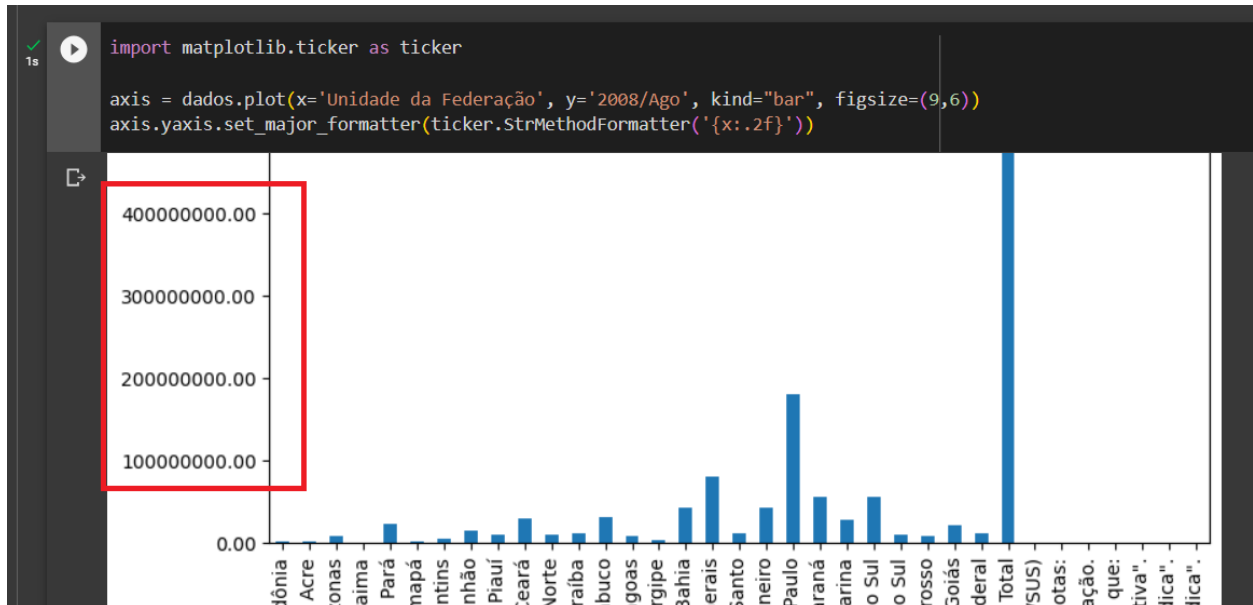 import matplotlib.ticker as ticker
axis = dados.plot(x='Unidade da Federação', y='2008/Ago', kind="bar", figsize=(9,6))
axis.yaxis.set_major_formatter(ticker.StrMethodFormatter('{x:.2f}'))
1s
400000000.00
300000000.00
200000000.00
100000000.00
0.00
dônia
Acre
zonas
aima
Pará
mapá
ntins
nhão
Piauí
Ceará
Norte
raíba
buco
goas
rgipe
Bahia
erais
Santo
neiro
Paulo
araná
arina
o Sul
o Sul
rosso
Goiás
deral
Total
/SUS)
otas:
ação.
que:
tiva".
lica".
lica".